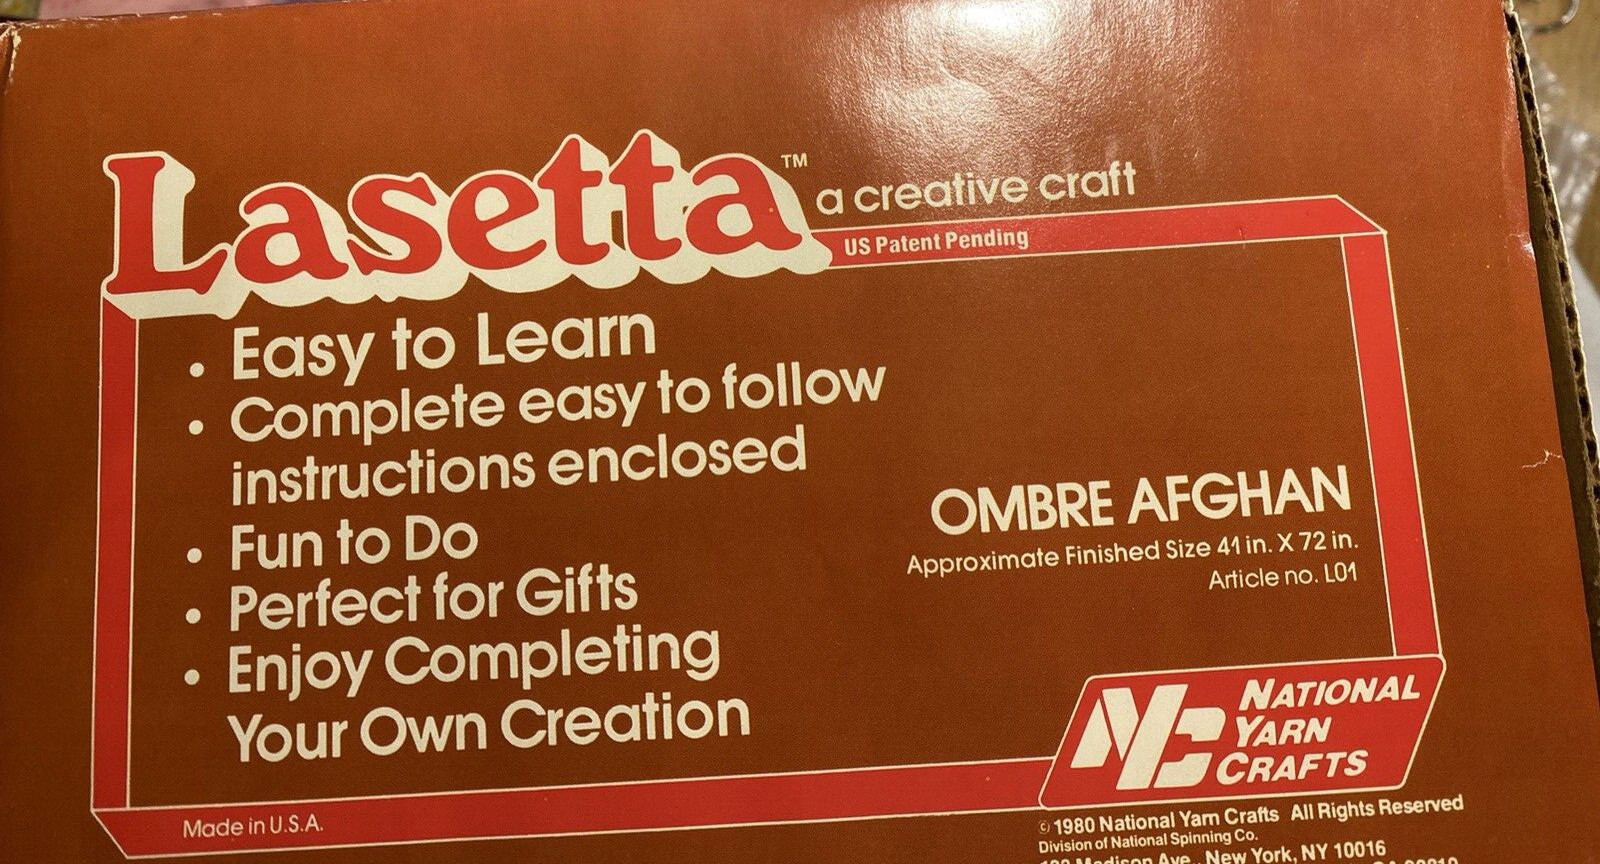 Lasetta™ a creative craft
US Patent Pending
• Easy to Learn
• Complete easy to follow
instructions enclosed
• Fun to Do
• Perfect for Gifts
• Enjoy Completing
Your Own Creation
OMBRE AFGHAN
Approximate Finished Size 41 in. X 72 in.
Article no. L01
NYC NATIONAL
YARN
CRAFTS
Made in U.S.A.
© 1980 National Yarn Crafts All Rights Reserved
Division of National Spinning Co.
Madison Ave., New York, NY 10016